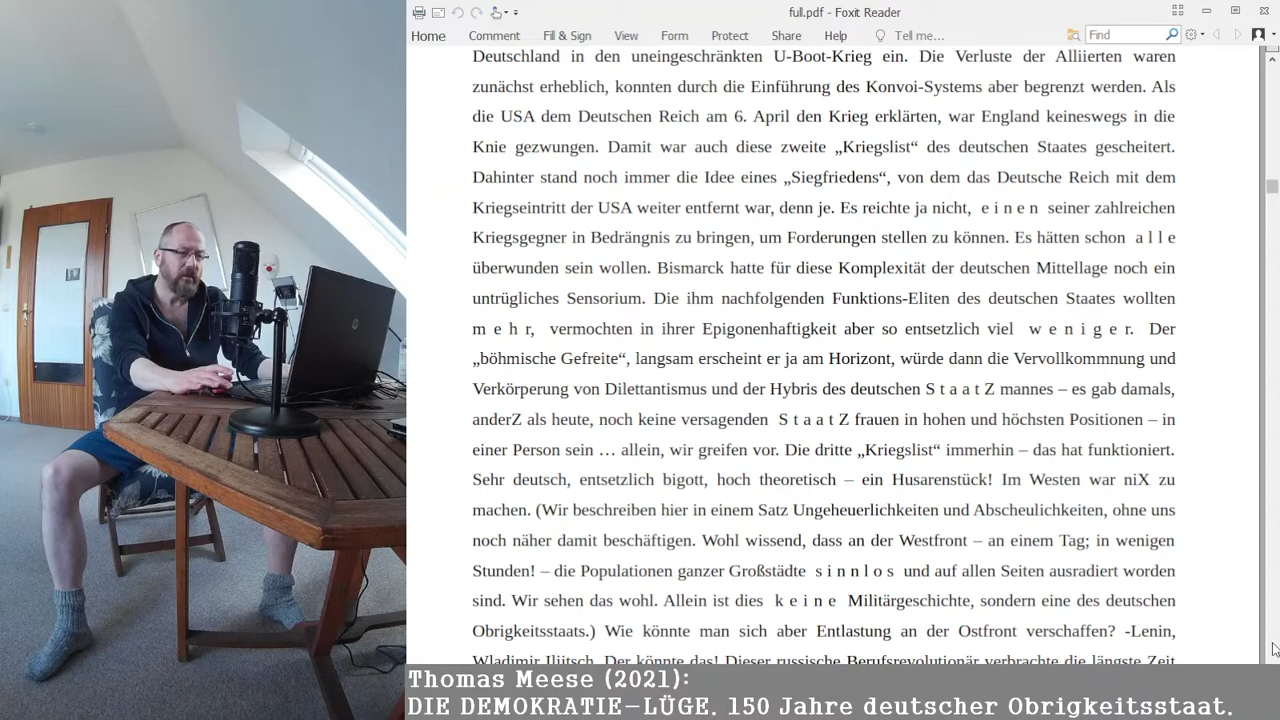 full.pdf - Foxit Reader
Home Comment Fill & Sign View Form Protect Share Help Tell me… Find
Deutschland in den uneingeschränkten U-Boot-Krieg ein. Die Verluste der Alliierten waren
zunächst erheblich, konnten durch die Einführung des Konvoi-Systems aber begrenzt werden. Als
die USA dem Deutschen Reich am 6. April den Krieg erklärten, war England keineswegs in die
Knie gezwungen. Damit war auch diese zweite „Kriegslist“ des deutschen Staates gescheitert.
Dahinter stand noch immer die Idee eines „Siegfriedens“, von dem das Deutsche Reich mit dem
Kriegseintritt der USA weiter entfernt war, denn je. Es reichte ja nicht, e i n e n seiner zahlreichen
Kriegsgegner in Bedrängnis zu bringen, um Forderungen stellen zu können. Es hätten schon a l l e
überwunden sein wollen. Bismarck hatte für diese Komplexität der deutschen Mittellage noch ein
untrügliches Sensorium. Die ihm nachfolgenden Funktions-Eliten des deutschen Staates wollten
m e h r, vermochten in ihrer Epigonenhaftigkeit aber so entsetzlich viel w e n i g e r. Der
„böhmische Gefreite“, langsam erscheint er ja am Horizont, würde dann die Vervollkommnung und
Verkörperung von Dilettantismus und der Hybris des deutschen S t a a t Z mannes – es gab damals,
anderZ als heute, noch keine versagenden S t a a t Z frauen in hohen und höchsten Positionen – in
einer Person sein … allein, wir greifen vor. Die dritte „Kriegslist“ immerhin – das hat funktioniert.
Sehr deutsch, entsetzlich bigott, hoch theoretisch – ein Husarenstück! Im Westen war niX zu
machen. (Wir beschreiben hier in einem Satz Ungeheuerlichkeiten und Abscheulichkeiten, ohne uns
noch näher damit beschäftigen. Wohl wissend, dass an der Westfront – an einem Tag; in wenigen
Stunden! – die Populationen ganzer Großstädte s i n n l o s und auf allen Seiten ausradiert worden
sind. Wir sehen das wohl. Allein ist dies k e i n e Militärgeschichte, sondern eine des deutschen
Obrigkeitsstaats.) Wie könnte man sich aber Entlastung an der Ostfront verschaffen? -Lenin,
Wladimir Iljitsch. Der könnte das! Dieser russische Berufsrevolutionär verbrachte die längste Zeit
Thomas Meese (2021):
DIE DEMOKRATIE-LÜGE. 150 Jahre deutscher Obrigkeitsstaat.